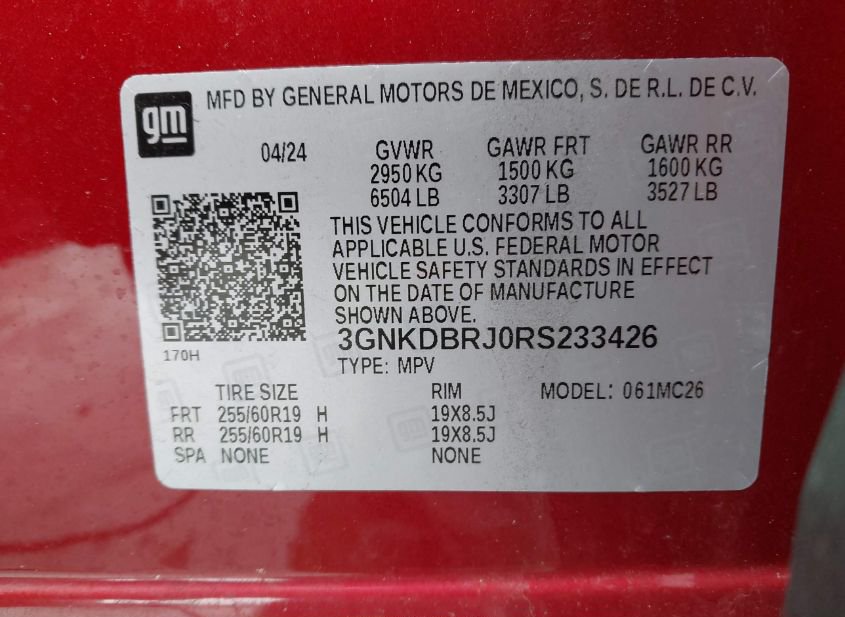 gm MFD BY GENERAL MOTORS DE MEXICO, S. DE R.L. DE C.V.
04/24 GVWR GAWR FRT GAWR RR
2950 KG 1500 KG 1600 KG
6504 LB 3307 LB 3527 LB
THIS VEHICLE CONFORMS TO ALL
APPLICABLE U.S. FEDERAL MOTOR
VEHICLE SAFETY STANDARDS IN EFFECT
ON THE DATE OF MANUFACTURE
SHOWN ABOVE.
3GNKDBRJ0RS233426
170H
TYPE: MPV
TIRE SIZE RIM MODEL: 061MC26
FRT 255/60R19 H 19X8.5J
RR 255/60R19 H 19X8.5J
SPA NONE NONE